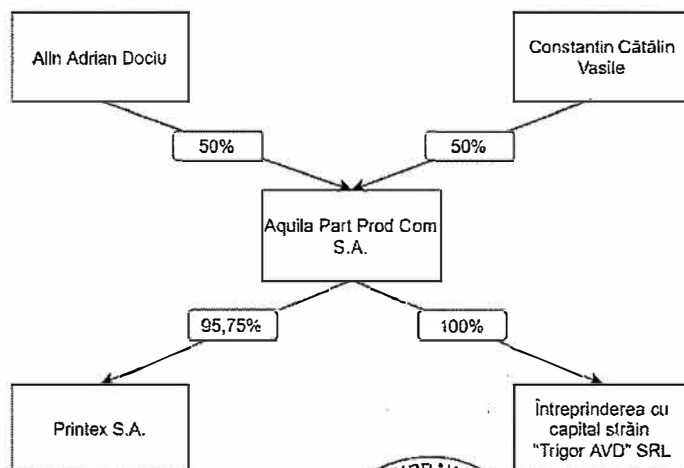 Alin Adrian Dociu
Constantin Cătălin
Vasile
50%
50%
Aquila Part Prod Com
S.A.
95,75%
100%
Printex S.A.
Întreprinderea cu
capital străin
"Trigor AVD" SRL